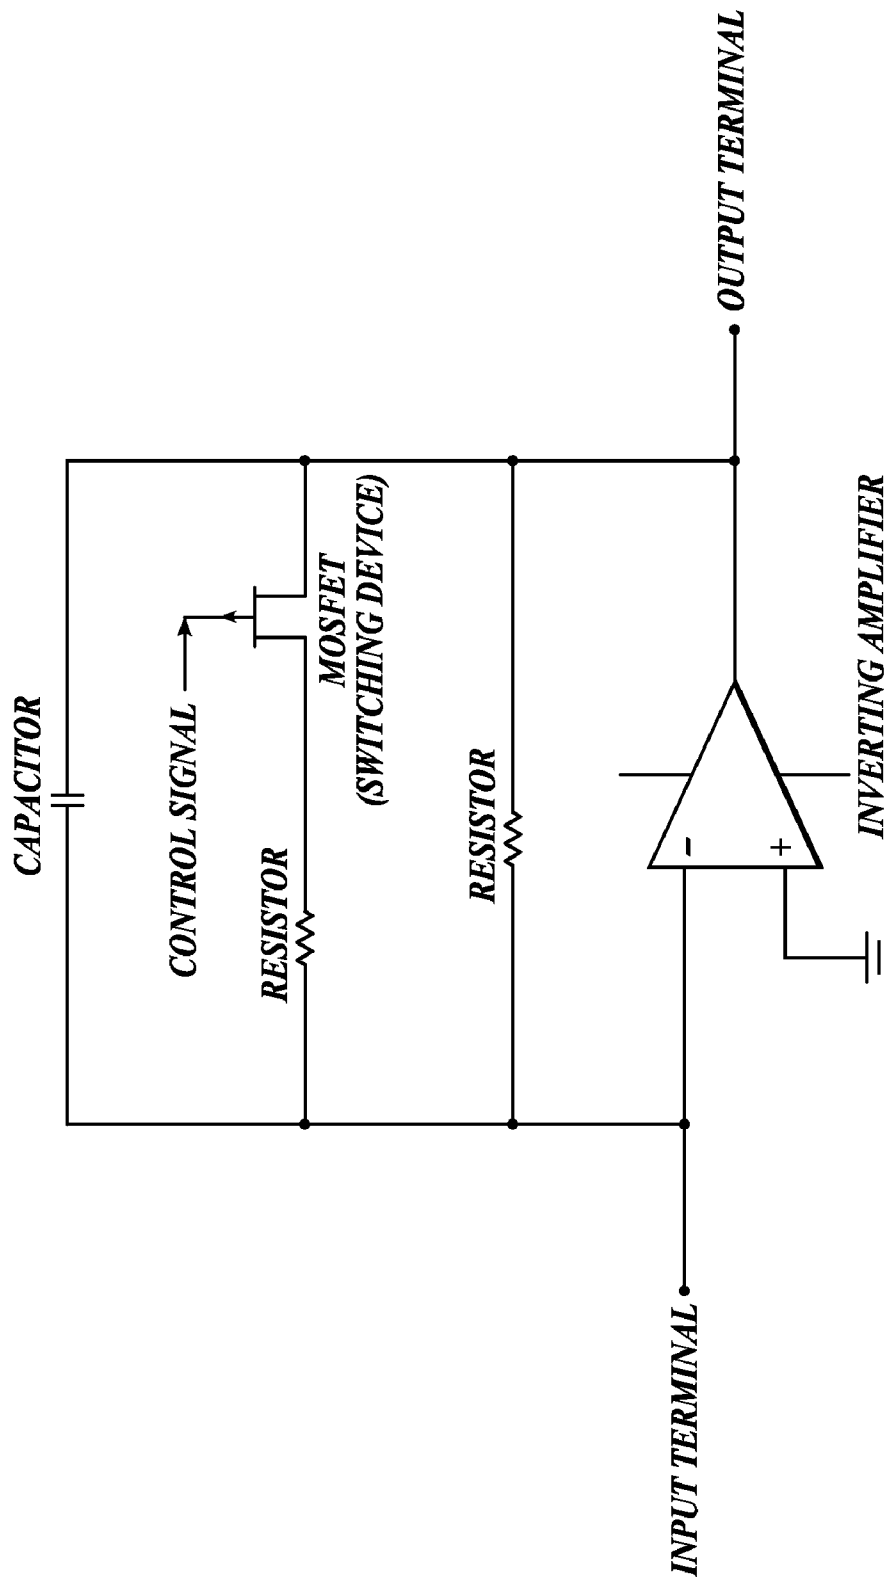 CAPACITOR
CONTROL SIGNAL
RESISTOR
MOSFET
(SWITCHING DEVICE)
RESISTOR
INPUT TERMINAL
−
+
OUTPUT TERMINAL
INVERTING AMPLIFIER